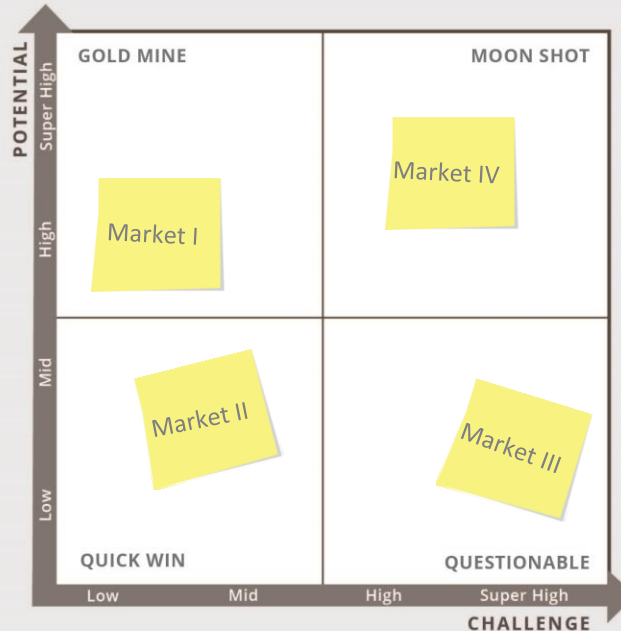 POTENTIAL
Super High
High
Mid
Low
GOLD MINE
MOON SHOT
Market I
Market IV
Market II
Market III
QUICK WIN
QUESTIONABLE
Low
Mid
High
Super High
CHALLENGE